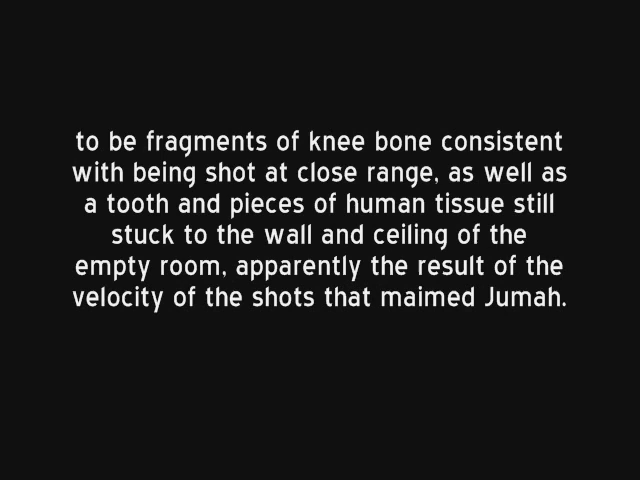 to be fragments of knee bone consistent
with being shot at close range, as well as
a tooth and pieces of human tissue still
stuck to the wall and ceiling of the
empty room, apparently the result of the
velocity of the shots that maimed Jumah.